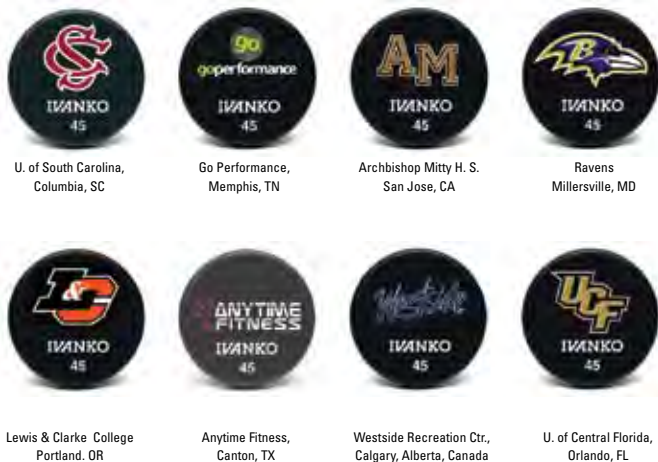 SC
IVANKO
45
U. of South Carolina,
Columbia, SC
go
goperformance
IVANKO
45
Go Performance,
Memphis, TN
AM
IVANKO
45
Archbishop Mitty H. S.
San Jose, CA
B
IVANKO
45
Ravens
Millersville, MD
L&C
IVANKO
45
Lewis & Clarke College
Portland. OR
ANYTIME
FITNESS
IVANKO
45
Anytime Fitness,
Canton, TX
Westside
IVANKO
45
Westside Recreation Ctr.,
Calgary, Alberta, Canada
UCF
IVANKO
45
U. of Central Florida,
Orlando, FL